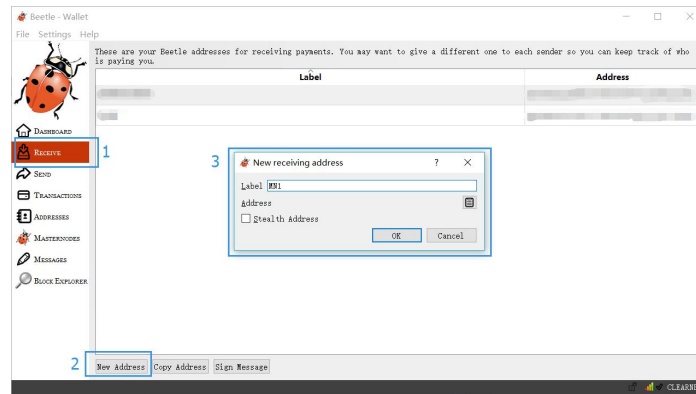 Beetle - Wallet
File Settings Help
These are your Beetle addresses for receiving payments. You may want to give a different one to each sender so you can keep track of who
is paying you.
Label
Address
DASHBOARD
RECEIVE
1
SEND
TRANSACTIONS
ADDRESSES
MASTERNODES
MESSAGES
BLOCK EXPLORER
3
New receiving address
?
Label MN1
Address
Stealth Address
OK Cancel
2
New Address Copy Address Sign Message
CLEARNE